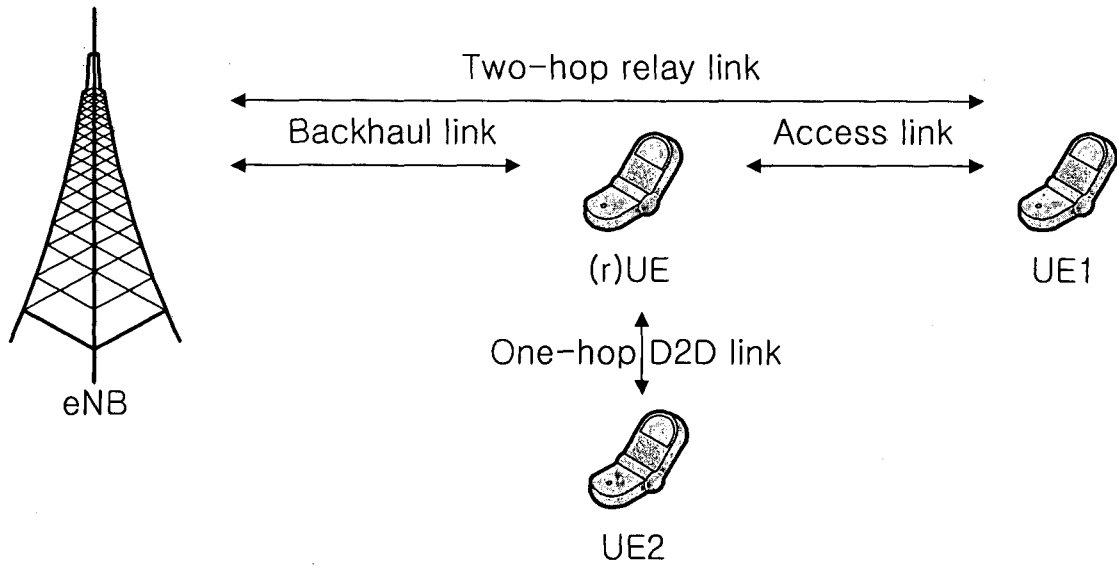 Two-hop relay link
Backhaul link
Access link
(r)UE
UE1
One-hop D2D link
eNB
UE2